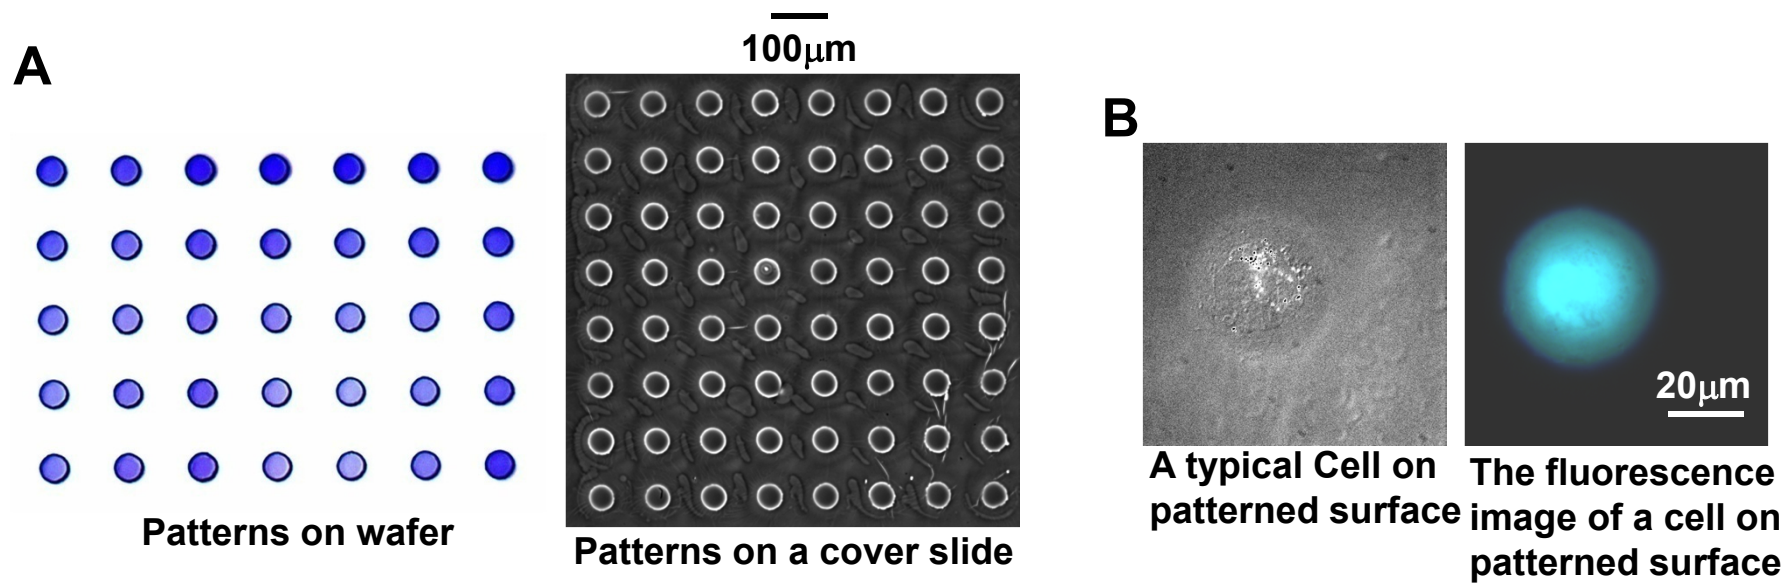 A
100μm
Patterns on wafer
Patterns on a cover slide
B
20μm
A typical Cell on
patterned surface
The fluorescence
image of a cell on
patterned surface